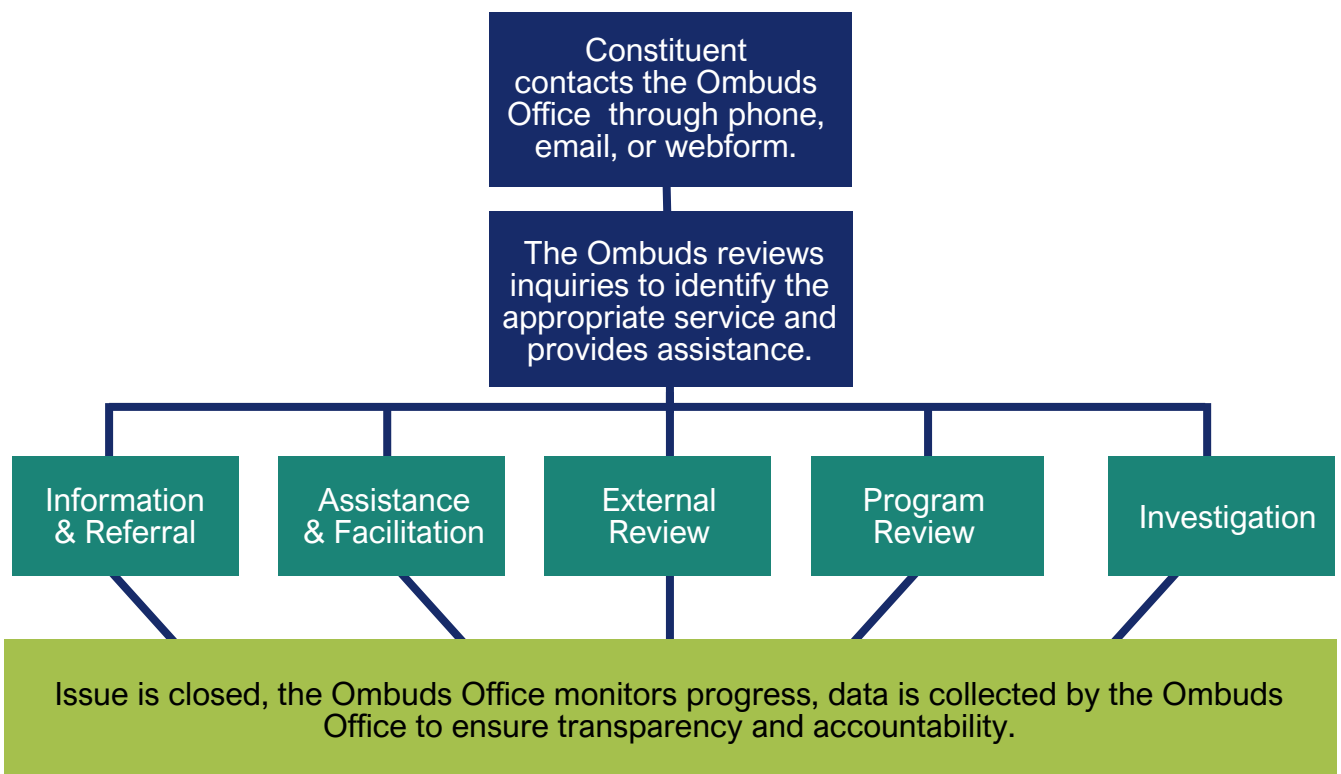 Constituent
contacts the Ombuds
Office through phone,
email, or webform.
The Ombuds reviews
inquiries to identify the
appropriate service and
provides assistance.
Information
& Referral
Assistance
& Facilitation
External
Review
Program
Review
Investigation
Issue is closed, the Ombuds Office monitors progress, data is collected by the Ombuds
Office to ensure transparency and accountability.